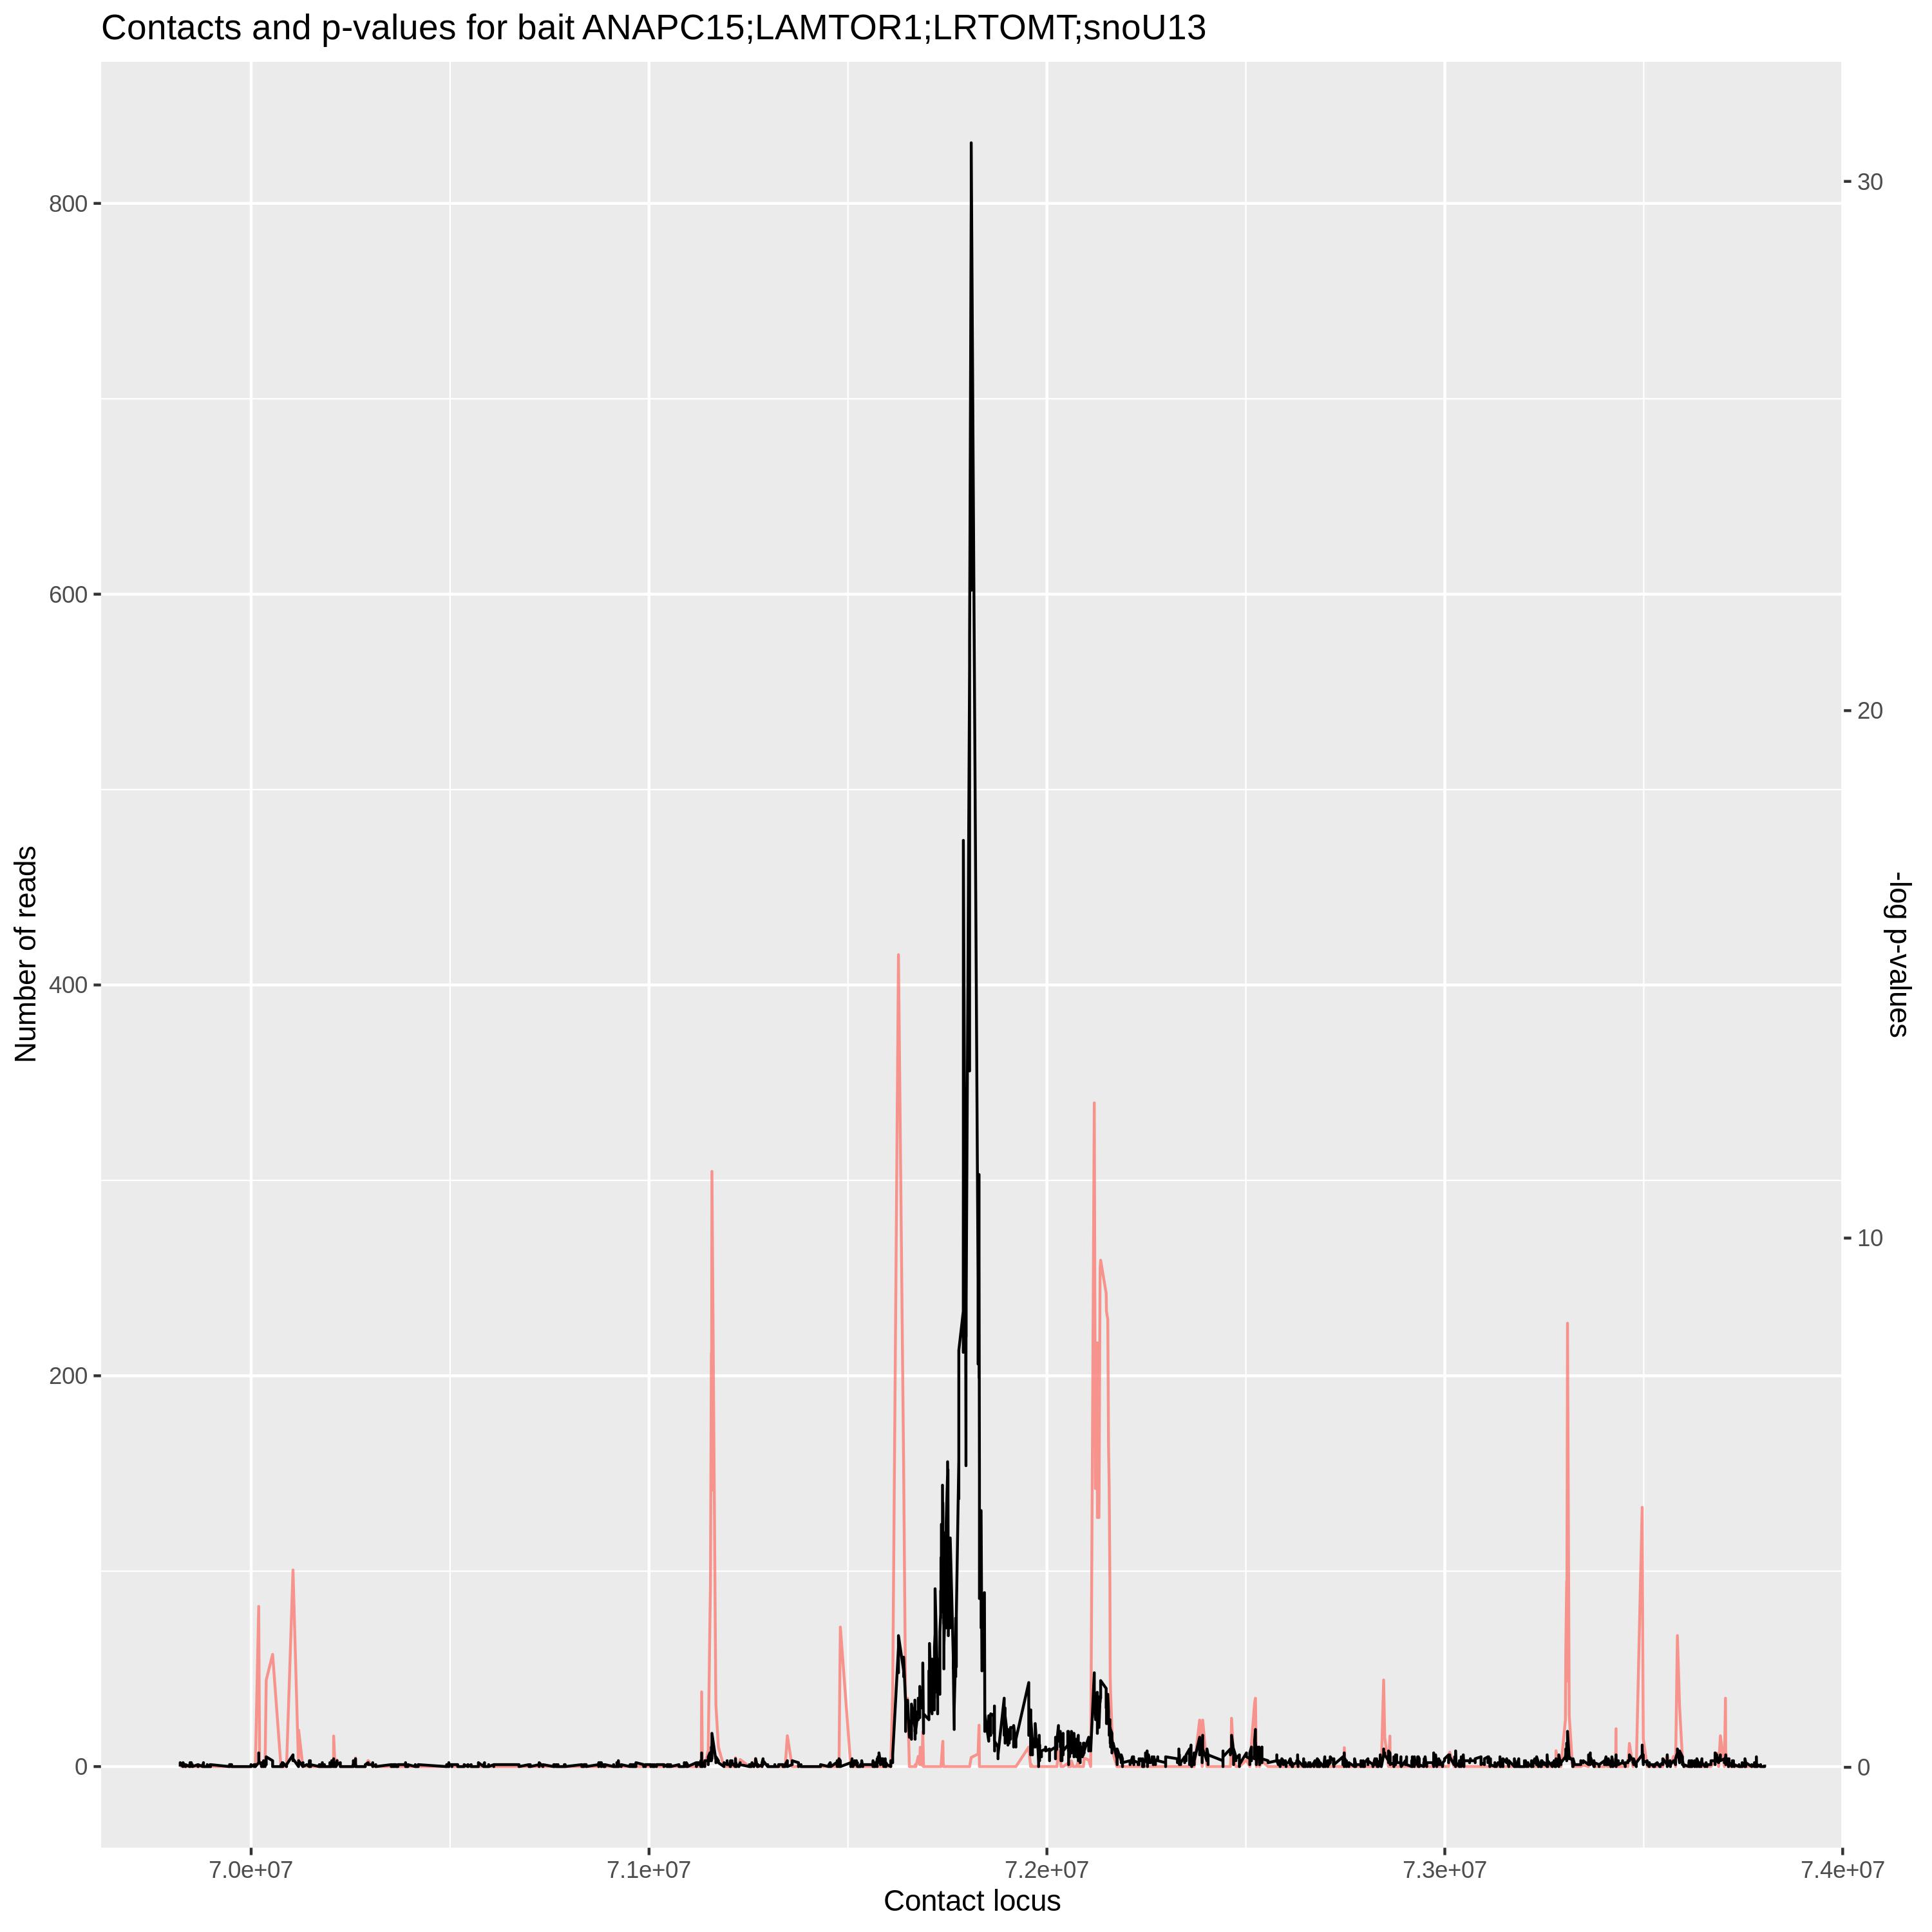 Contacts and p-values for bait ANAPC15;LAMTOR1;LRTOMT;snoU13
800
600
400
200
0
Number of reads
30
20
10
0
-log p-values
7.0e+07
7.1e+07
7.2e+07
7.3e+07
7.4e+07
Contact locus